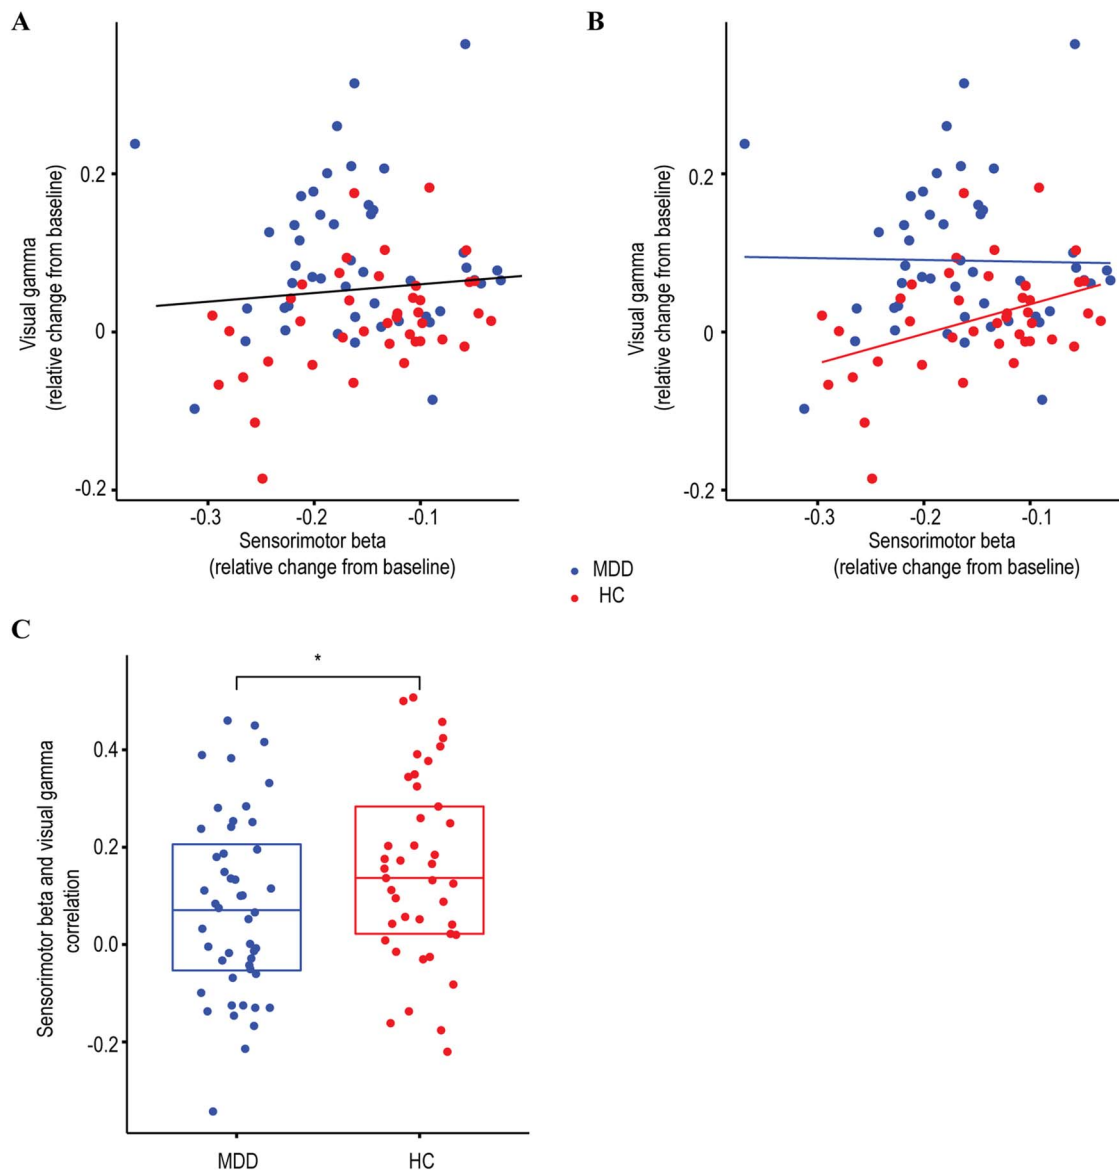 A
B
0.2
0
-0.2
Visual gamma
(relative change from baseline)
-0.3
-0.2
-0.1
Sensorimotor beta
(relative change from baseline)
0.2
0
-0.2
Visual gamma
(relative change from baseline)
-0.3
-0.2
-0.1
Sensorimotor beta
(relative change from baseline)
MDD
HC
C
*
0.4
0.2
0.0
-0.2
Sensorimotor beta and visual gamma
correlation
MDD
HC